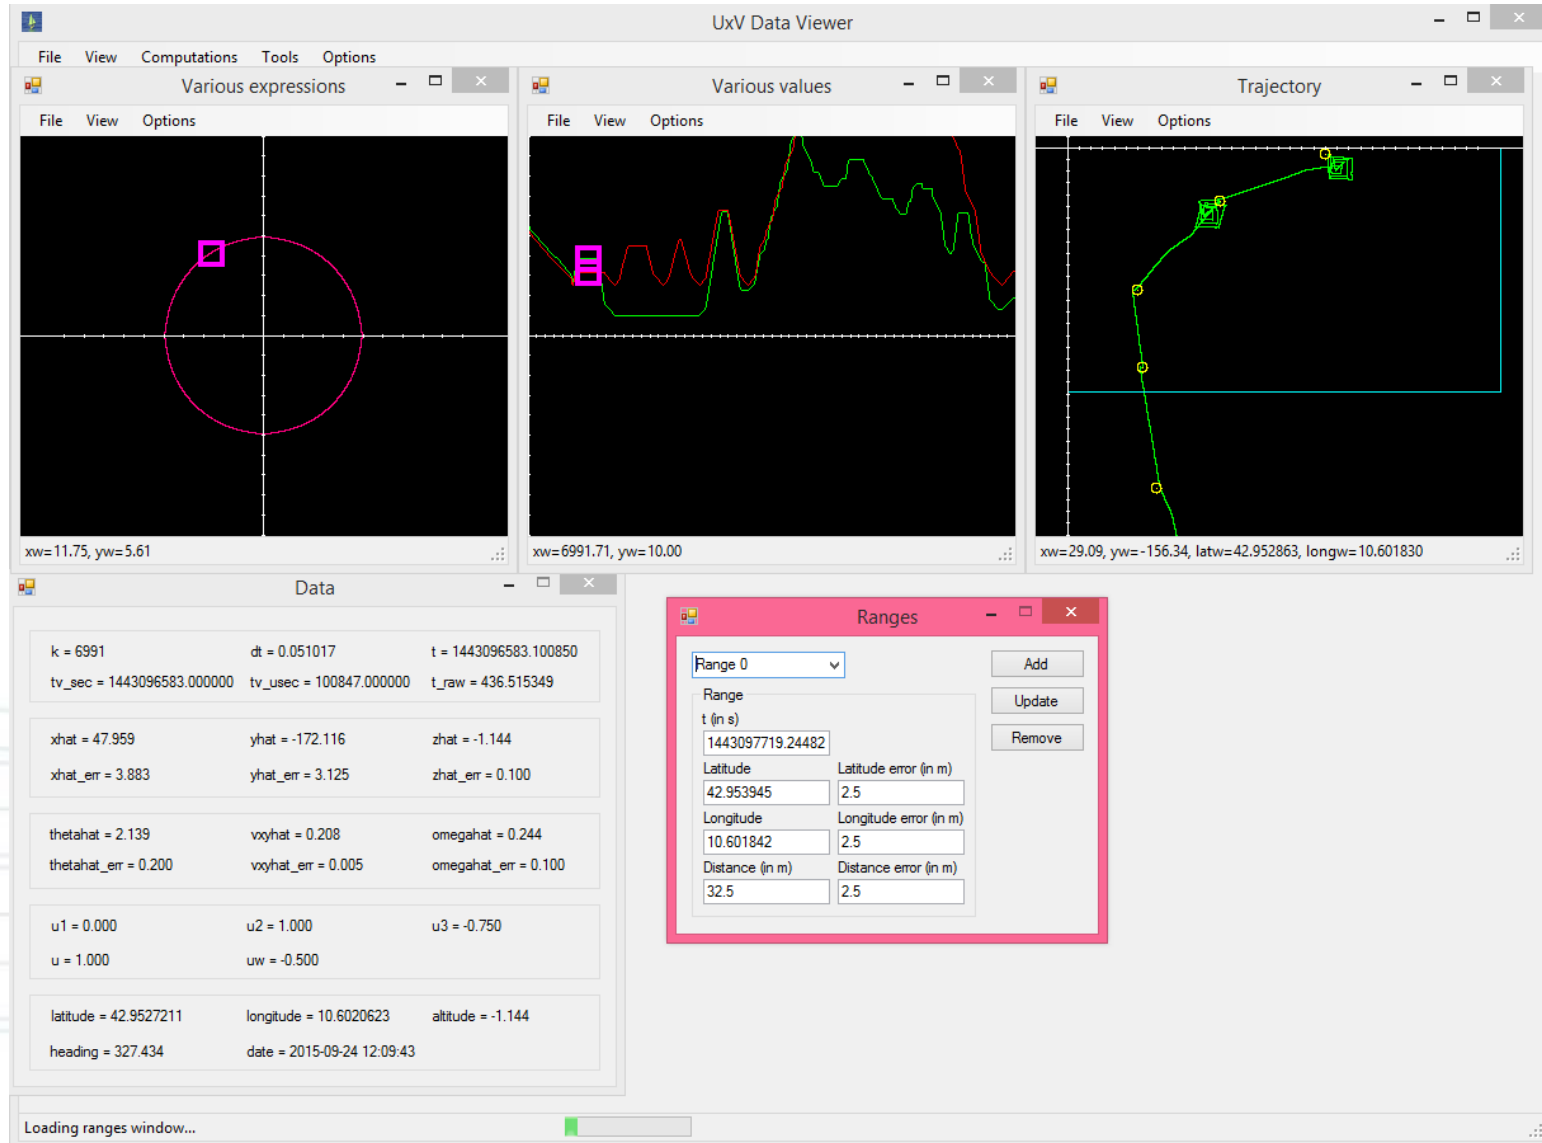 UxV Data Viewer
File View Computations Tools Options
Various expressions
File View Options
xw=11.75, yw=5.61
Various values
File View Options
xw=6991.71, yw=10.00
Trajectory
File View Options
xw=29.09, yw=-156.34, latw=42.952863, longw=10.601830
Data
k = 6991 dt = 0.051017 t = 1443096583.100850
tv_sec = 1443096583.000000 tv_usec = 100847.000000 t_raw = 436.515349
xhat = 47.959 yhat = -172.116 zhat = -1.144
xhat_err = 3.883 yhat_err = 3.125 zhat_err = 0.100
thetahat = 2.139 vxyhat = 0.208 omegahat = 0.244
thetahat_err = 0.200 vxyhat_err = 0.005 omegahat_err = 0.100
u1 = 0.000 u2 = 1.000 u3 = -0.750
u = 1.000 uw = -0.500
latitude = 42.9527211 longitude = 10.6020623 altitude = -1.144
heading = 327.434 date = 2015-09-24 12:09:43
Ranges
Range 0
Add
Range
Update
t (in s)
1443097719.24482
Remove
Latitude Latitude error (in m)
42.953945 2.5
Longitude Longitude error (in m)
10.601842 2.5
Distance (in m) Distance error (in m)
32.5 2.5
Loading ranges window...